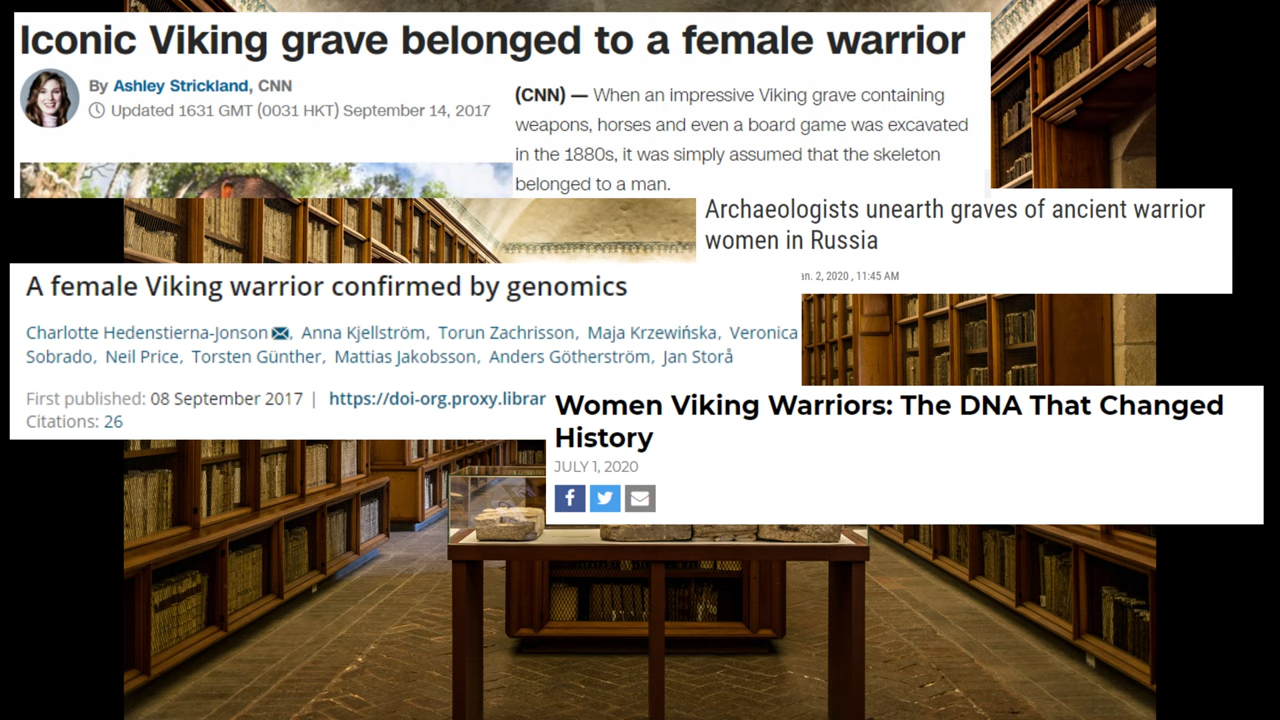 Iconic Viking grave belonged to a female warrior
By Ashley Strickland, CNN
Updated 1631 GMT (0031 HKT) September 14, 2017
(CNN) — When an impressive Viking grave containing
weapons, horses and even a board game was excavated
in the 1880s, it was simply assumed that the skeleton
belonged to a man.
Archaeologists unearth graves of ancient warrior
women in Russia
an. 2, 2020 , 11:45 AM
A female Viking warrior confirmed by genomics
Charlotte Hedenstierna-Jonson, Anna Kjellström, Torun Zachrisson, Maja Krzewińska, Veronica
Sobrado, Neil Price, Torsten Günther, Mattias Jakobsson, Anders Götherström, Jan Storå
First published: 08 September 2017 | https://doi-org.proxy.librar
Citations: 26
Women Viking Warriors: The DNA That Changed
History
JULY 1, 2020